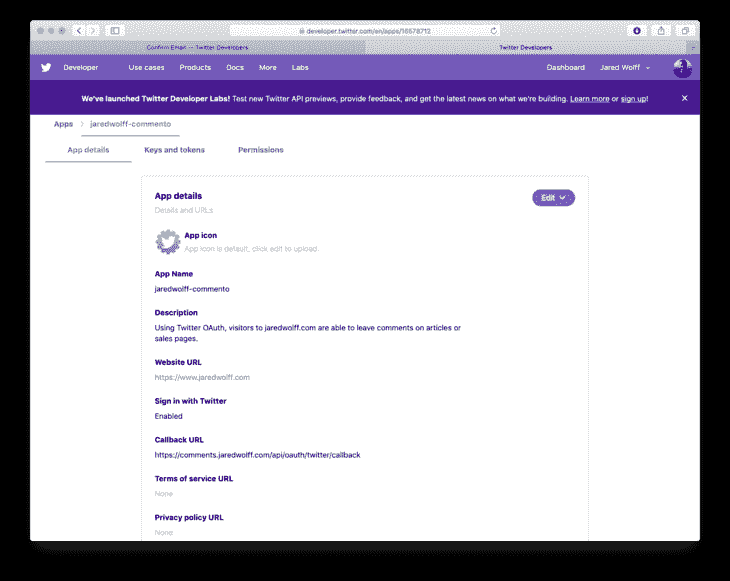 developer.twitter.com/en/apps/16578712
Confirm Email -- Twitter Developers
Twitter Developers
Developer
Use cases
Products
Docs
More
Labs
Dashboard
Jared Wolff
We've launched Twitter Developer Labs! Test new Twitter API previews, provide feedback, and get the latest news on what we're building. Learn more or sign up!
Apps
jaredwolff-commento
App details
Keys and tokens
Permissions
App details
Edit
Details and URLs
App icon
App icon is default, click edit to upload.
App Name
jaredwolff-commento
Description
Using Twitter OAuth, visitors to jaredwolff.com are able to leave comments on articles or
sales pages.
Website URL
https://www.jaredwolff.com
Sign in with Twitter
Enabled
Callback URL
https://comments.jaredwolff.com/api/oauth/twitter/callback
Terms of service URL
None
Privacy policy URL
None